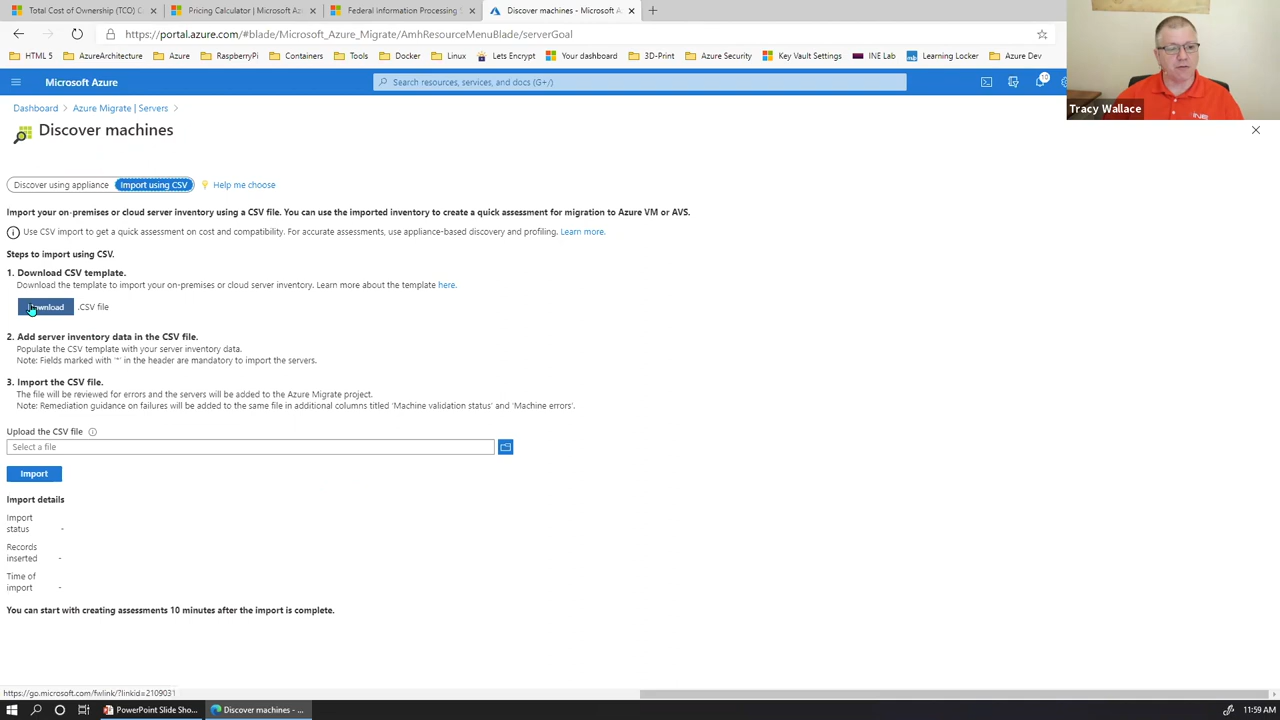 Total Cost of Ownership (TCO) C
Pricing Calculator | Microsoft Az
Federal Information Processing
Discover machines - Microsoft A
https://portal.azure.com/#blade/Microsoft_Azure_Migrate/AmhResourceMenuBlade/serverGoal
HTML 5
AzureArchitecture
Azure
RaspberryPi
Containers
Tools
Docker
Linux
Lets Encrypt
Your dashboard
3D-Print
Azure Security
Key Vault Settings
INE Lab
Learning Locker
Azure Dev
Microsoft Azure
Search resources, services, and docs (G+/)
10
Tracy Wallace
INE
Dashboard
Azure Migrate | Servers
Discover machines
Discover using appliance
Import using CSV
Help me choose
Import your on-premises or cloud server inventory using a CSV file. You can use the imported inventory to create a quick assessment for migration to Azure VM or AVS.
Use CSV import to get a quick assessment on cost and compatibility. For accurate assessments, use appliance-based discovery and profiling. Learn more.
Steps to import using CSV.
1. Download CSV template.
Download the template to import your on-premises or cloud server inventory. Learn more about the template here.
Download .CSV file
2. Add server inventory data in the CSV file.
Populate the CSV template with your server inventory data.
Note: Fields marked with '*' in the header are mandatory to import the servers.
3. Import the CSV file.
The file will be reviewed for errors and the servers will be added to the Azure Migrate project.
Note: Remediation guidance on failures will be added to the same file in additional columns titled 'Machine validation status' and 'Machine errors'.
Upload the CSV file
Select a file
Import
Import details
Import
status -
Records
inserted -
Time of
import -
You can start with creating assessments 10 minutes after the import is complete.
https://go.microsoft.com/fwlink/?linkid=2109031
PowerPoint Slide Sho...
Discover machines - ...
11:59 AM